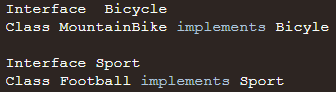 Interface  Bicycle
Class MountainBike implements Bicyle
Interface Sport
Class Football implements Sport